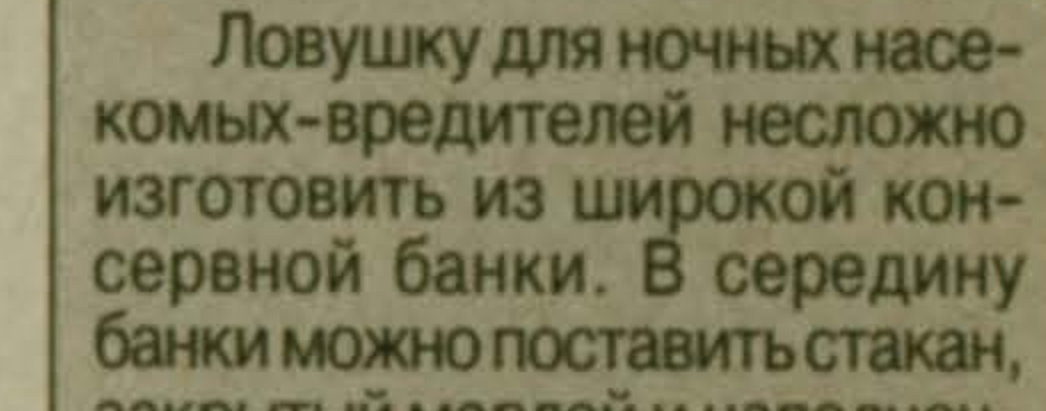 Ловушку для ночных насе-
комых-вредителей несложно
изготовить из широкой кон-
сервной банки. В середину
банки можно поставить стакан,